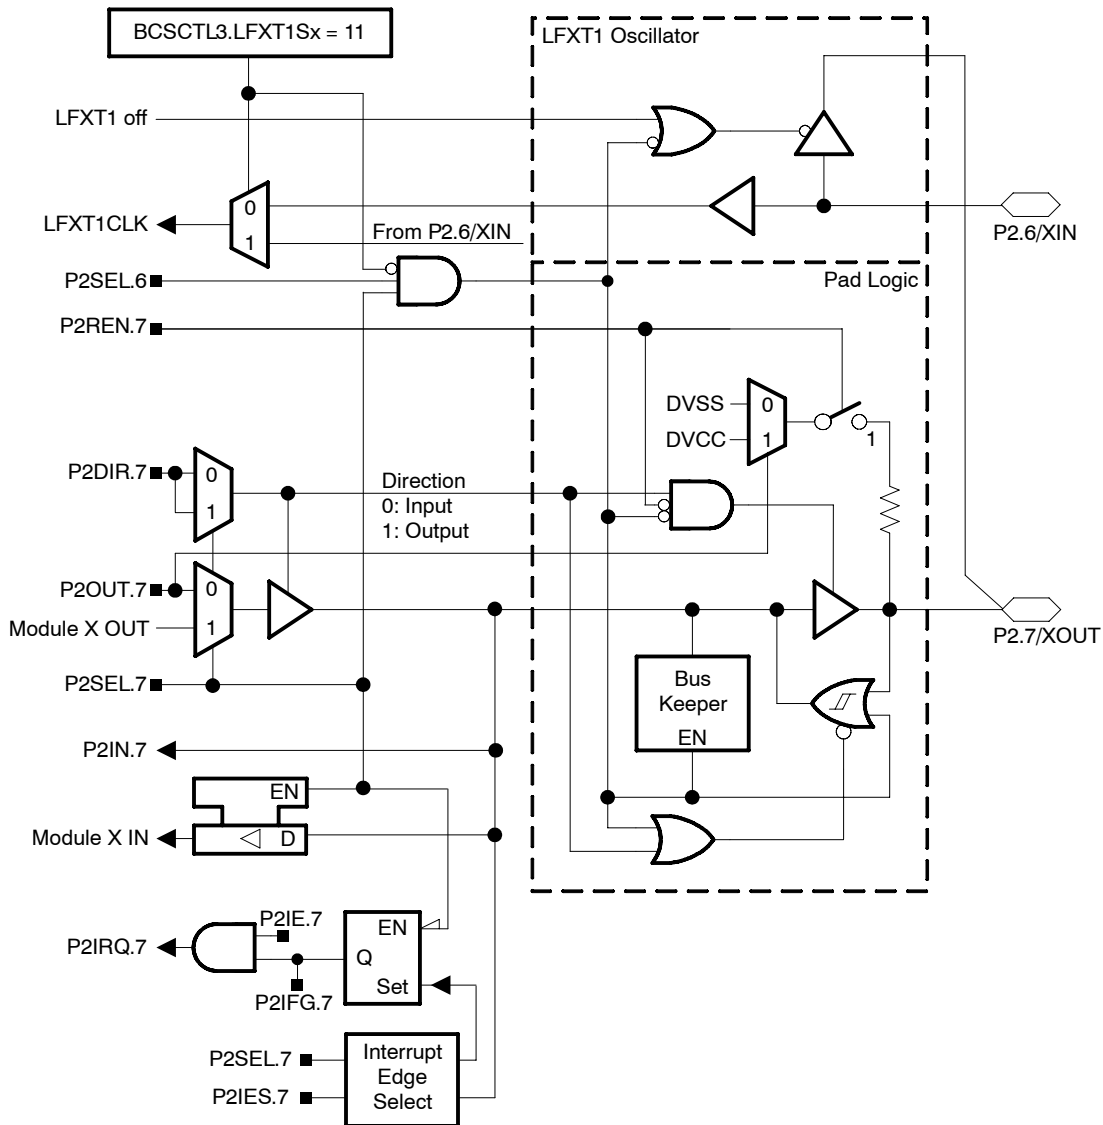 BCSCTL3.LFXT1Sx = 11
LFXT1 Oscillator
LFXT1 off
0
LFXT1CLK
1
From P2.6/XIN
P2.6/XIN
P2SEL.6
Pad Logic
P2REN.7
DVSS
0
DVCC
1
1
P2DIR.7
0
1
Direction
0: Input
1: Output
P2OUT.7
0
Module X OUT
1
P2.7/XOUT
P2SEL.7
Bus
Keeper
EN
P2IN.7
EN
Module X IN
D
P2IE.7
P2IRQ.7
EN
Q
Set
P2IFG.7
P2SEL.7
P2IES.7
Interrupt
Edge
Select